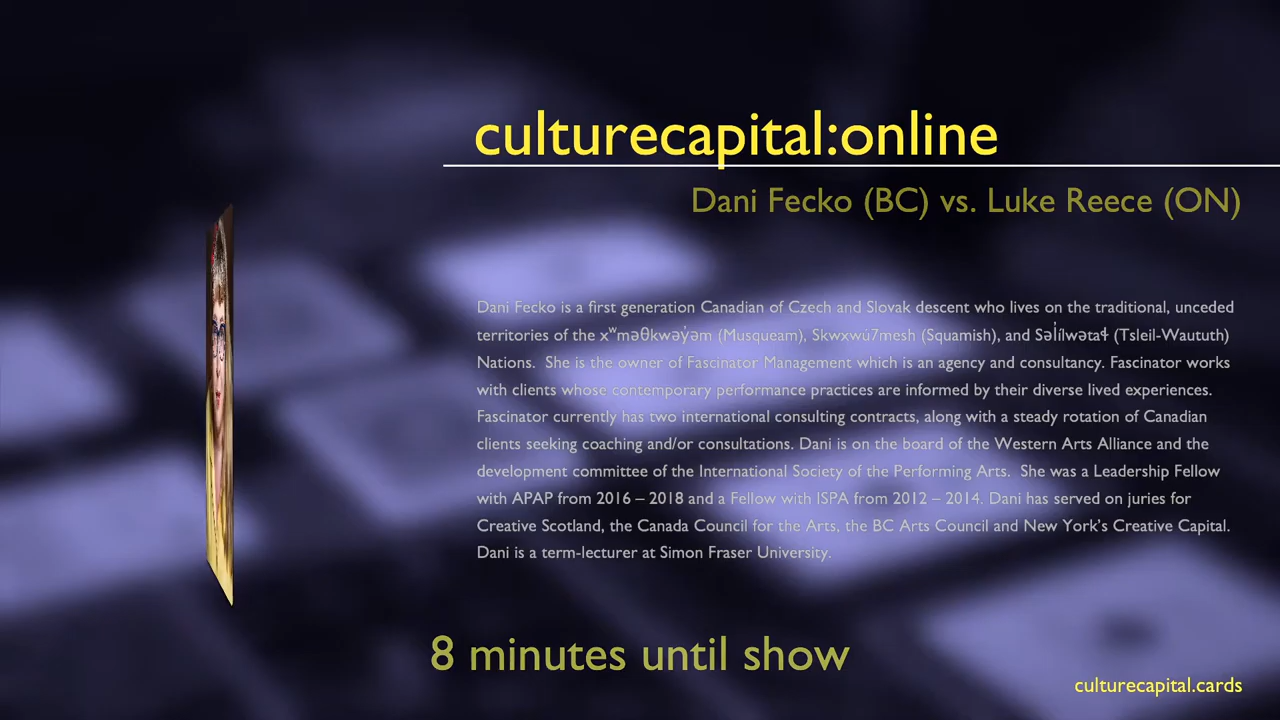 culturecapital:online
Dani Fecko (BC) vs. Luke Reece (ON)
Dani Fecko is a first generation Canadian of Czech and Slovak descent who lives on the traditional, unceded
territories of the xʷməθkwəy̓əm (Musqueam), Skwxwú7mesh (Squamish), and Səl̓ílwətaɬ (Tsleil-Waututh)
Nations.  She is the owner of Fascinator Management which is an agency and consultancy. Fascinator works
with clients whose contemporary performance practices are informed by their diverse lived experiences.
Fascinator currently has two international consulting contracts, along with a steady rotation of Canadian
clients seeking coaching and/or consultations. Dani is on the board of the Western Arts Alliance and the
development committee of the International Society of the Performing Arts.  She was a Leadership Fellow
with APAP from 2016 – 2018 and a Fellow with ISPA from 2012 – 2014. Dani has served on juries for
Creative Scotland, the Canada Council for the Arts, the BC Arts Council and New York's Creative Capital.
Dani is a term-lecturer at Simon Fraser University.
8 minutes until show
culturecapital.cards